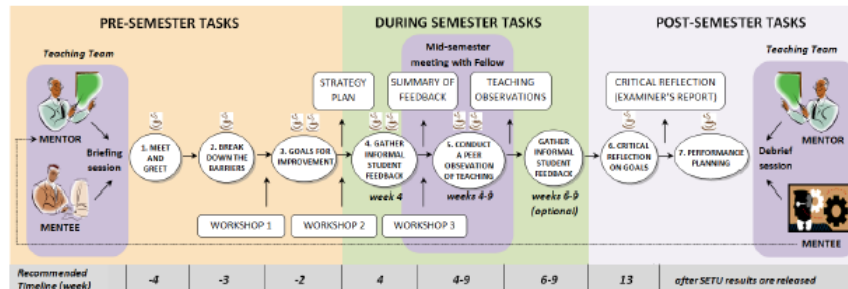 PRE-SEMESTER TASKS
DURING SEMESTER TASKS
POST-SEMESTER TASKS
Teaching Team
MENTOR
Briefing
session
MENTEE
1. MEET
AND
GREET
2. BREAK
DOWN THE
BARRIERS
3. GOALS FOR
IMPROVEMENT
STRATEGY
PLAN
Mid-semester
meeting with Fellow
SUMMARY OF
FEEDBACK
TEACHING
OBSERVATIONS
4. GATHER
INFORMAL
STUDENT
FEEDBACK
week 4
5. CONDUCT
A PEER
OBSEVATION
OF TEACHING
weeks 4-9
GATHER
INFORMAL
STUDENT
FEEDBACK
weeks 6-9
(optional)
WORKSHOP 1
WORKSHOP 2
WORKSHOP 3
CRITICAL REFLECTION
(EXAMINER'S REPORT)
6. CRITICAL
REFLECTION
ON GOALS
7. PERFORMANCE
PLANNING
Teaching Team
MENTOR
Debrief
session
MENTEE
Recommended
Timeline (week)
-4
-3
-2
4
4-9
6-9
13
after SETU results are released